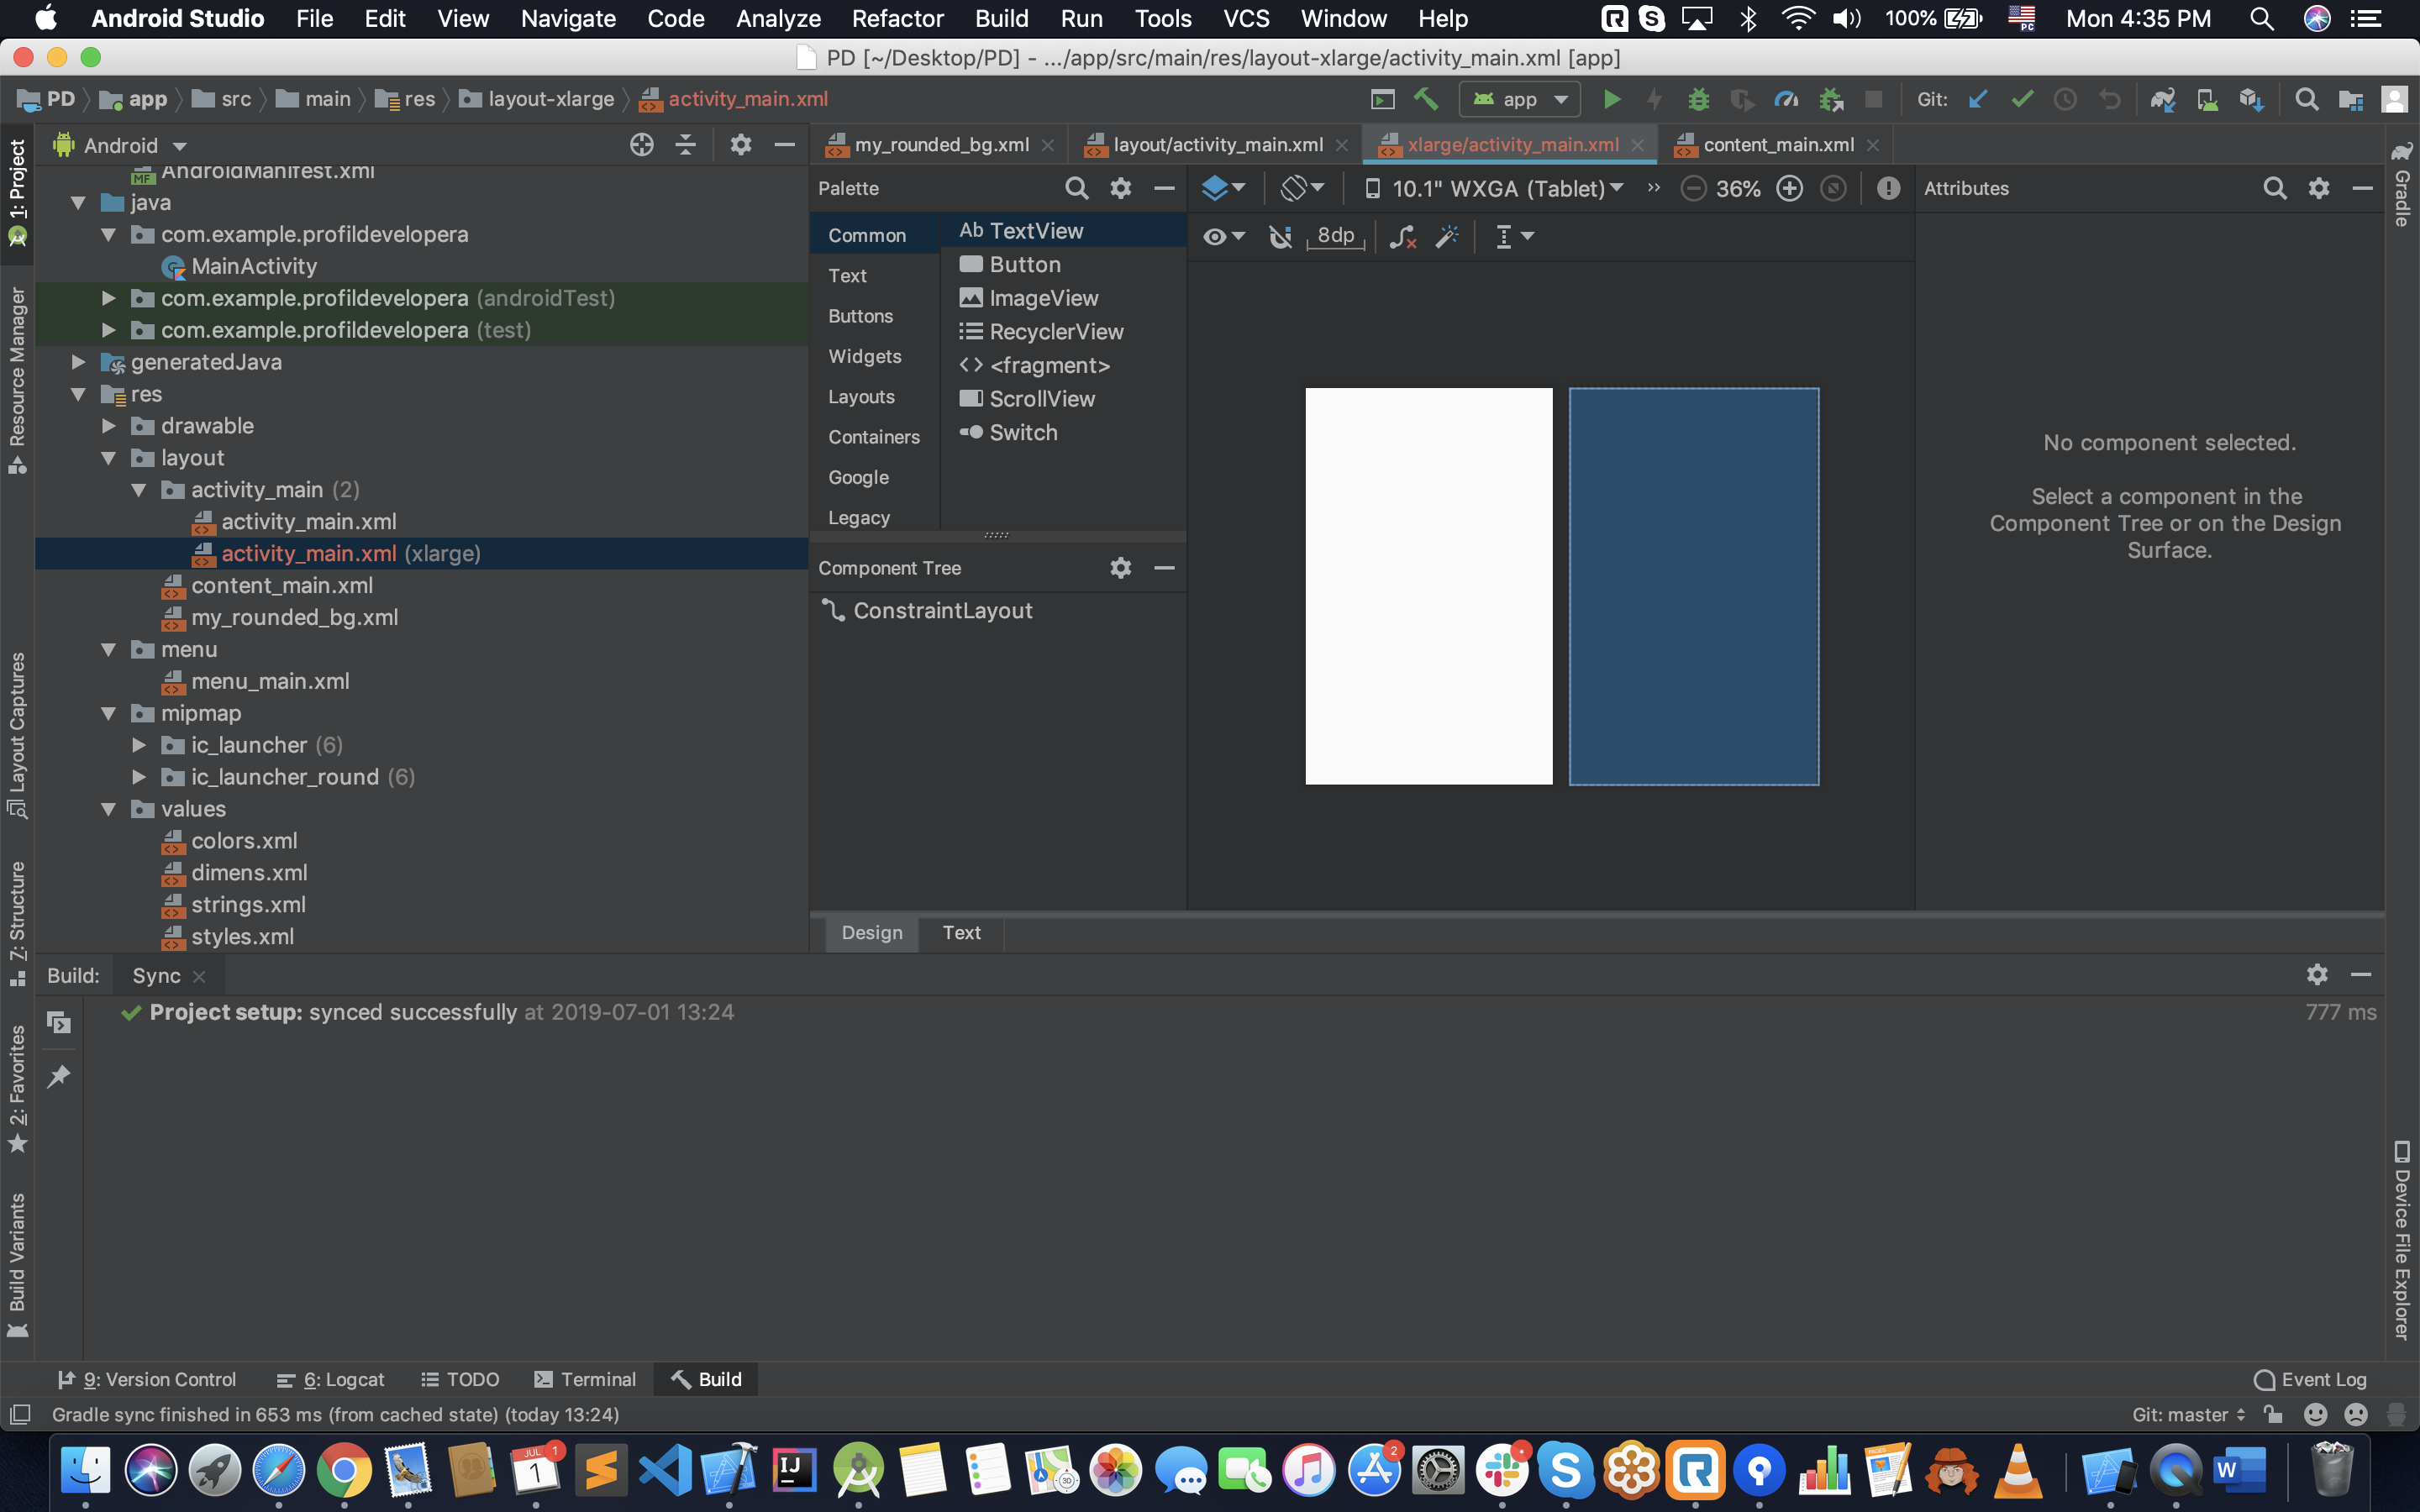 Android Studio File Edit View Navigate Code Analyze Refactor Build Run Tools VCS Window Help 100% Mon 4:35 PM
PD [~/Desktop/PD] - .../app/src/main/res/layout-xlarge/activity_main.xml [app]
PD app src main res layout-xlarge activity_main.xml app Git:
Android
my_rounded_bg.xml layout/activity_main.xml xlarge/activity_main.xml content_main.xml
1: Project
Resource Manager
Layout Captures
7: Structure
2: Favorites
Build Variants
AndroidManifest.xml
java
com.example.profildevelopera
MainActivity
com.example.profildevelopera (androidTest)
com.example.profildevelopera (test)
generatedJava
res
drawable
layout
activity_main (2)
activity_main.xml
activity_main.xml (xlarge)
content_main.xml
my_rounded_bg.xml
menu
menu_main.xml
mipmap
ic_launcher (6)
ic_launcher_round (6)
values
colors.xml
dimens.xml
strings.xml
styles.xml
Palette
Common
Text
Buttons
Widgets
Layouts
Containers
Google
Legacy
Ab TextView
Button
ImageView
RecyclerView
<fragment>
ScrollView
Switch
Component Tree
ConstraintLayout
10.1" WXGA (Tablet) 36%
8dp
Attributes
No component selected.
Select a component in the
Component Tree or on the Design
Surface.
Gradle
Device File Explorer
Design Text
Build: Sync
Project setup: synced successfully at 2019-07-01 13:24 777 ms
9: Version Control 6: Logcat TODO Terminal Build Event Log
Gradle sync finished in 653 ms (from cached state) (today 13:24) Git: master
JUL 1 1
IJ
3D
2
S
W